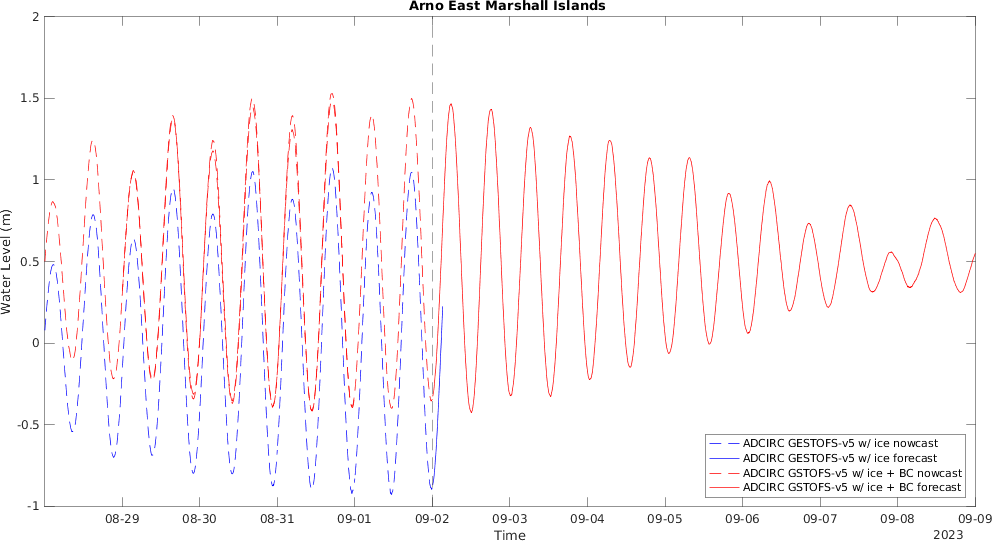 Arno East Marshall Islands
2
1.5
1
0.5
0
-0.5
-1
Water Level (m)
ADCIRC GESTOFS-v5 w/ ice nowcast
ADCIRC GESTOFS-v5 w/ ice forecast
ADCIRC GSTOFS-v5 w/ ice + BC nowcast
ADCIRC GSTOFS-v5 w/ ice + BC forecast
08-29 08-30 08-31 09-01 09-02 09-03 09-04 09-05 09-06 09-07 09-08 09-09
Time
2023